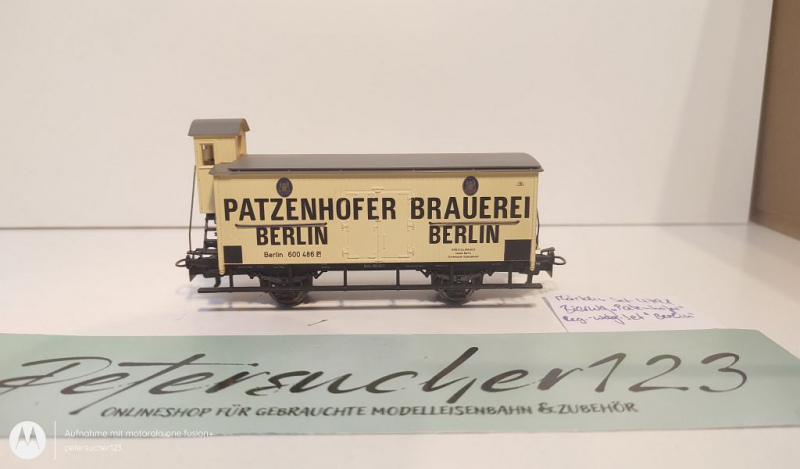 PATZENHOFER BRAUEREI
BERLIN BERLIN
Berlin 600 486 P
Petersucher123
ONLINESHOP FÜR GEBRAUCHTE MODELLEISENBAHN & ZUBEHÖR
Aufnahme mit motorola one fusion+
petersucher123